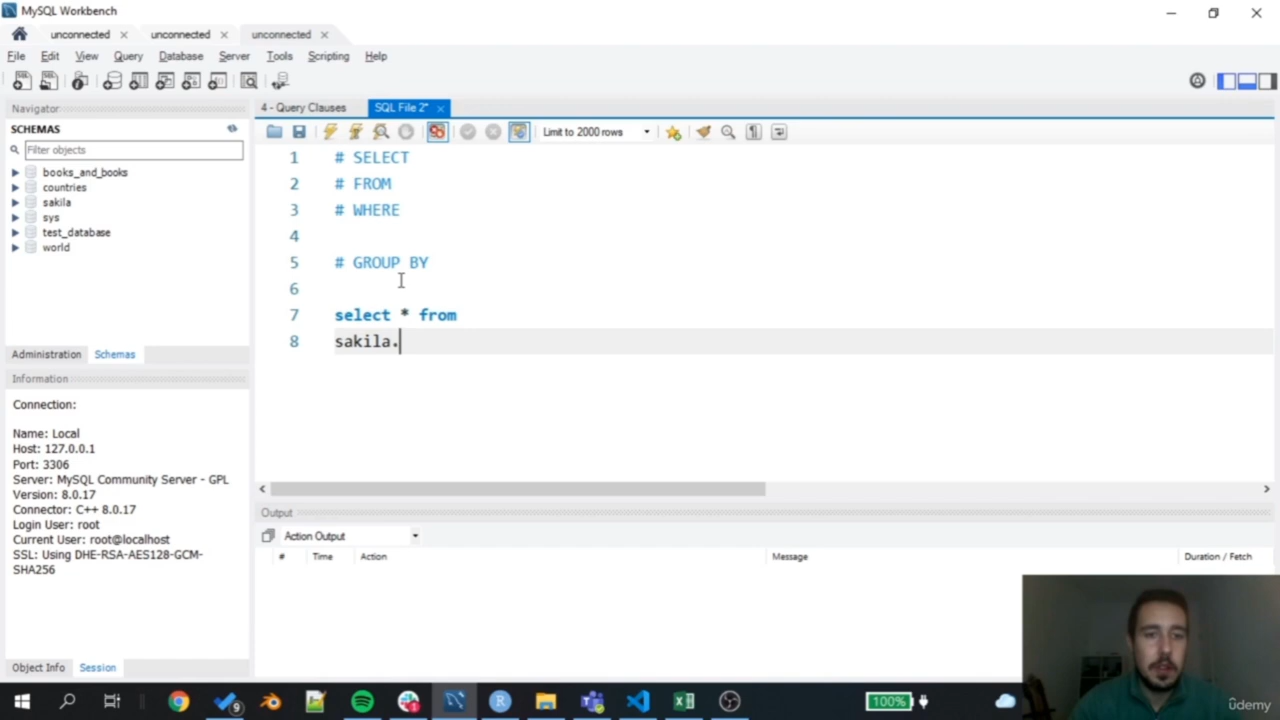 MySQL Workbench
unconnected
unconnected
unconnected
File Edit View Query Database Server Tools Scripting Help
Navigator
4 - Query Clauses
SQL File 2*
SCHEMAS
Limit to 2000 rows
Filter objects
books_and_books
countries
sakila
sys
test_database
world
1 # SELECT
2 # FROM
3 # WHERE
4
5 # GROUP BY
6
7 select * from
8 sakila.
Administration Schemas
Information
Connection:
Name: Local
Host: 127.0.0.1
Port: 3306
Server: MySQL Community Server - GPL
Version: 8.0.17
Connector: C++ 8.0.17
Login User: root
Current User: root@localhost
SSL: Using DHE-RSA-AES128-GCM-
SHA256
Object Info Session
Output
Action Output
# Time Action Message Duration / Fetch
9
100%
ûdemy